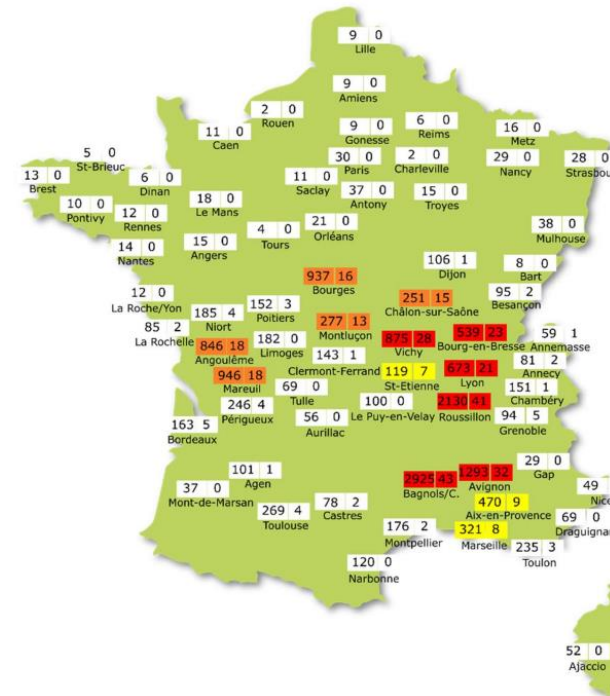 9 0
Lille
9 0
Amiens
2 0
Rouen
6 0
Reims
11 0
Caen
9 0
Gonesse
16 0
Metz
5 0
St-Brieuc
30 0
Paris
2 0
Charleville
29 0
Nancy
28 0
Strasbou
13 0
Brest
6 0
Dinan
11 0
Saclay
37 0
Antony
15 0
Troyes
10 0
Pontivy
12 0
Rennes
18 0
Le Mans
21 0
Orléans
4 0
Tours
38 0
Mulhouse
14 0
Nantes
15 0
Angers
106 1
Dijon
8 0
Bart
937 16
Bourges
95 2
Besançon
12 0
La Roche/Yon
251 15
Châlon-sur-Saône
152 3
Poitiers
185 4
Niort
277 13
Montluçon
85 2
La Rochelle
182 0
Limoges
875 28
Vichy
539 23
Bourg-en-Bresse
59 1
Annemasse
846 18
Angoulême
143 1
Clermont-Ferrand
81 2
Annecy
946 18
Mareuil
119 7
St-Etienne
673 21
Lyon
151 1
Chambéry
69 0
Tulle
246 4
Périgueux
100 0
Le Puy-en-Velay
2130 41
Roussillon
56 0
Aurillac
94 5
Grenoble
163 5
Bordeaux
29 0
Gap
101 1
Agen
2925 43
Bagnols/C.
1293 32
Avignon
37 0
Mont-de-Marsan
49
Nice
78 2
Castres
470 9
Aix-en-Provence
269 4
Toulouse
69 0
Draguignan
176 2
Montpellier
321 8
Marseille
235 3
Toulon
120 0
Narbonne
52 0
Ajaccio